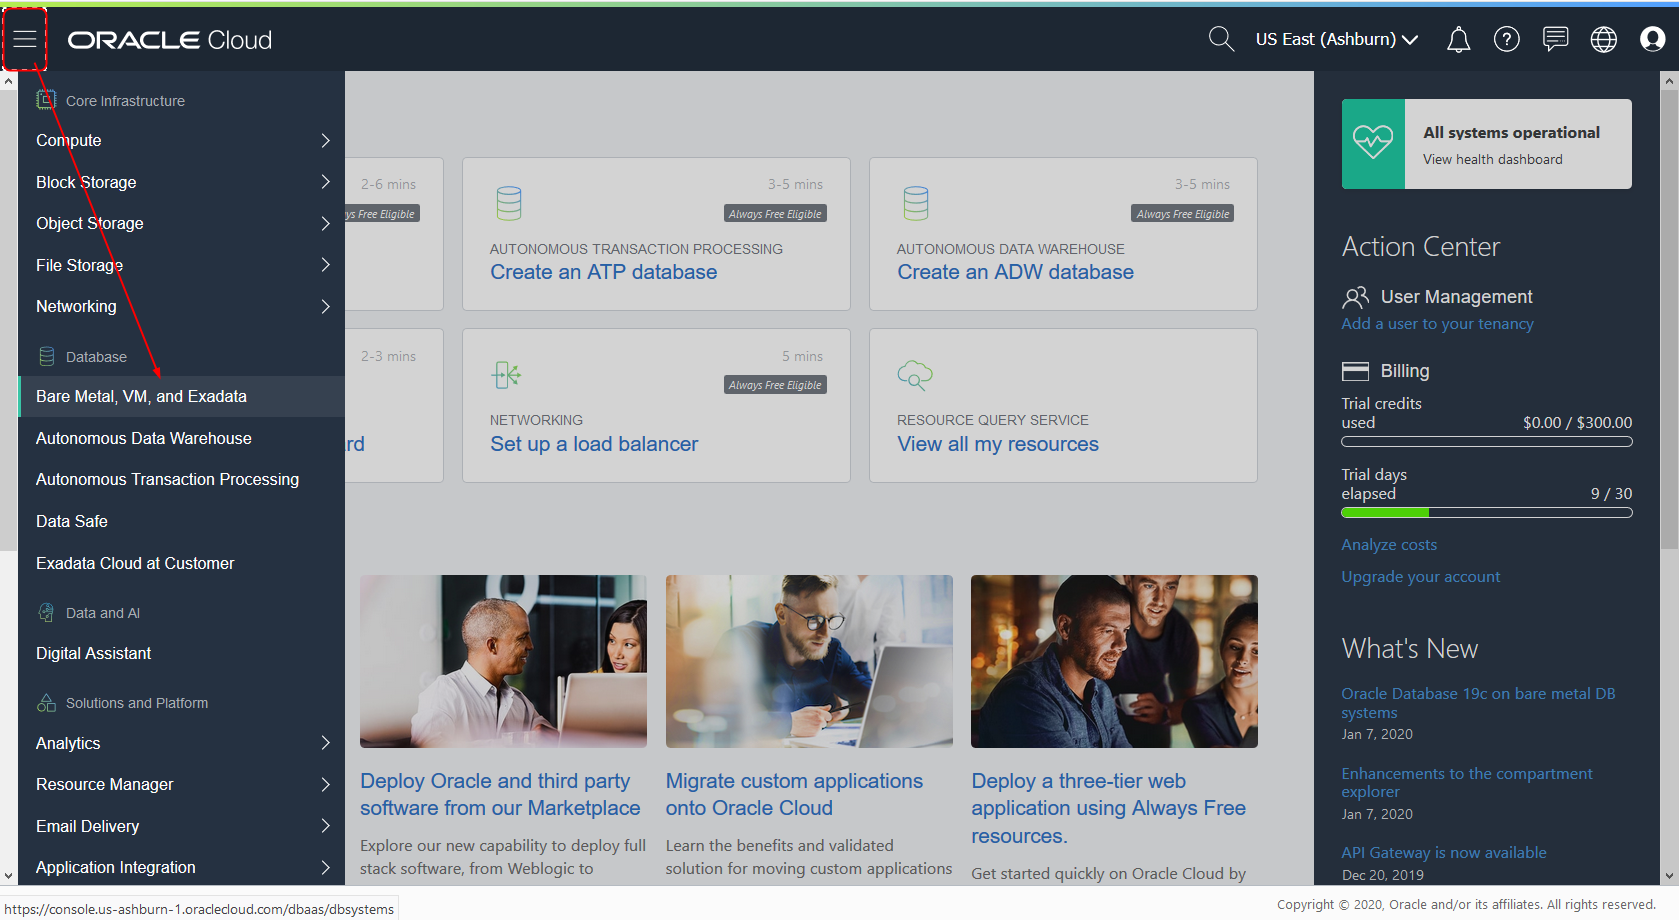 ORACLE Cloud
US East (Ashburn)
Core Infrastructure
Compute
Block Storage
Object Storage
File Storage
Networking
Database
Bare Metal, VM, and Exadata
Autonomous Data Warehouse
Autonomous Transaction Processing
Data Safe
Exadata Cloud at Customer
Data and AI
Digital Assistant
Solutions and Platform
Analytics
Resource Manager
Email Delivery
Application Integration
2-6 mins
ys Free Eligible
3-5 mins
Always Free Eligible
AUTONOMOUS TRANSACTION PROCESSING
Create an ATP database
3-5 mins
Always Free Eligible
AUTONOMOUS DATA WAREHOUSE
Create an ADW database
2-3 mins
rd
5 mins
Always Free Eligible
NETWORKING
Set up a load balancer
RESOURCE QUERY SERVICE
View all my resources
Deploy Oracle and third party
software from our Marketplace
Explore our new capability to deploy full
stack software, from Weblogic to
Migrate custom applications
onto Oracle Cloud
Learn the benefits and validated
solution for moving custom applications
Deploy a three-tier web
application using Always Free
resources.
Get started quickly on Oracle Cloud by
All systems operational
View health dashboard
Action Center
User Management
Add a user to your tenancy
Billing
Trial credits
used $0.00 / $300.00
Trial days
elapsed 9 / 30
Analyze costs
Upgrade your account
What's New
Oracle Database 19c on bare metal DB
systems
Jan 7, 2020
Enhancements to the compartment
explorer
Jan 7, 2020
API Gateway is now available
Dec 20, 2019
https://console.us-ashburn-1.oraclecloud.com/dbaas/dbsystems
Copyright © 2020, Oracle and/or its affiliates. All rights reserved.